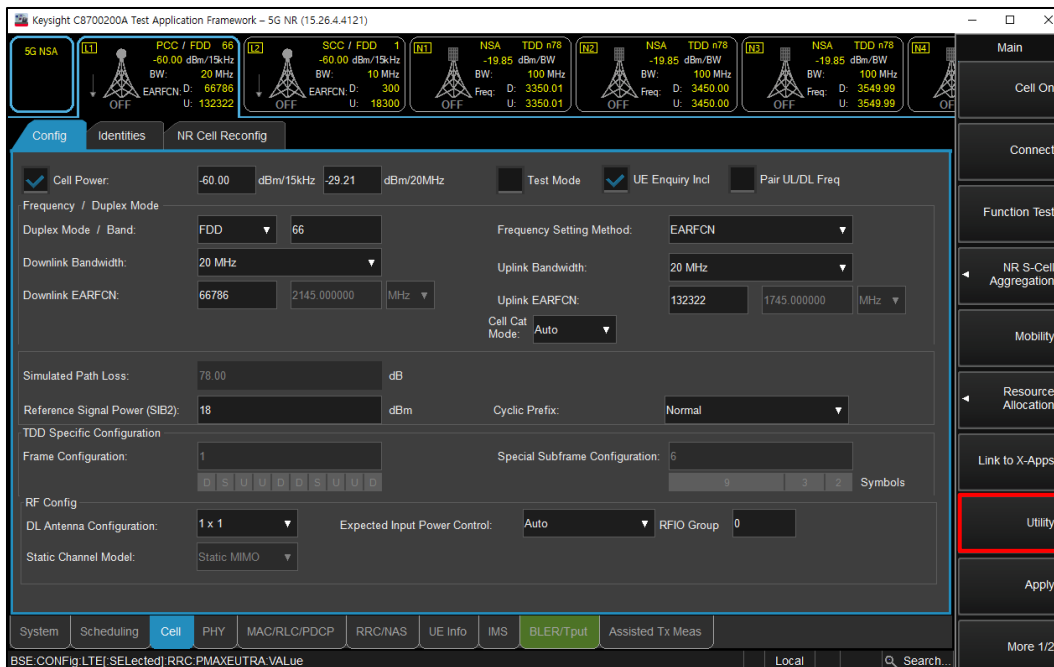 Keysight C8700200A Test Application Framework – 5G NR (15.26.4.4121)
5G NSA
L1 PCC / FDD 66
-60.00 dBm/15kHz
BW: 20 MHz
EARFCN: D: 66786
U: 132322
OFF
L2 SCC / FDD 1
-60.00 dBm/15kHz
BW: 10 MHz
EARFCN: D: 300
U: 18300
OFF
N1 NSA TDD n78
-19.85 dBm/BW
BW: 100 MHz
Freq: D: 3350.01
U: 3350.01
OFF
N2 NSA TDD n78
-19.85 dBm/BW
BW: 100 MHz
Freq: D: 3450.00
U: 3450.00
OFF
N3 NSA TDD n78
-19.85 dBm/BW
BW: 100 MHz
Freq: D: 3549.99
U: 3549.99
OFF
N4
Config Identities NR Cell Reconfig
Cell Power: -60.00 dBm/15kHz -29.21 dBm/20MHz Test Mode UE Enquiry Incl Pair UL/DL Freq
Frequency / Duplex Mode
Duplex Mode / Band: FDD 66 Frequency Setting Method: EARFCN
Downlink Bandwidth: 20 MHz Uplink Bandwidth: 20 MHz
Downlink EARFCN: 66786 2145.000000 MHz Uplink EARFCN: 132322 1745.000000 MHz
Cell Cat Mode: Auto
Simulated Path Loss: 78.00 dB
Reference Signal Power (SIB2): 18 dBm Cyclic Prefix: Normal
TDD Specific Configuration
Frame Configuration: 1 Special Subframe Configuration: 6
D S U U D D S U U D 9 3 2 Symbols
RF Config
DL Antenna Configuration: 1 x 1 Expected Input Power Control: Auto RFIO Group 0
Static Channel Model: Static MIMO
System Scheduling Cell PHY MAC/RLC/PDCP RRC/NAS UE Info IMS BLER/Tput Assisted Tx Meas
BSE:CONFig:LTE[:SELected]:RRC:PMAXEUTRA:VALue Local Search...
Main
Cell On
Connect
Function Test
NR S-Cell
Aggregation
Mobility
Resource
Allocation
Link to X-Apps
Utility
Apply
More 1/2